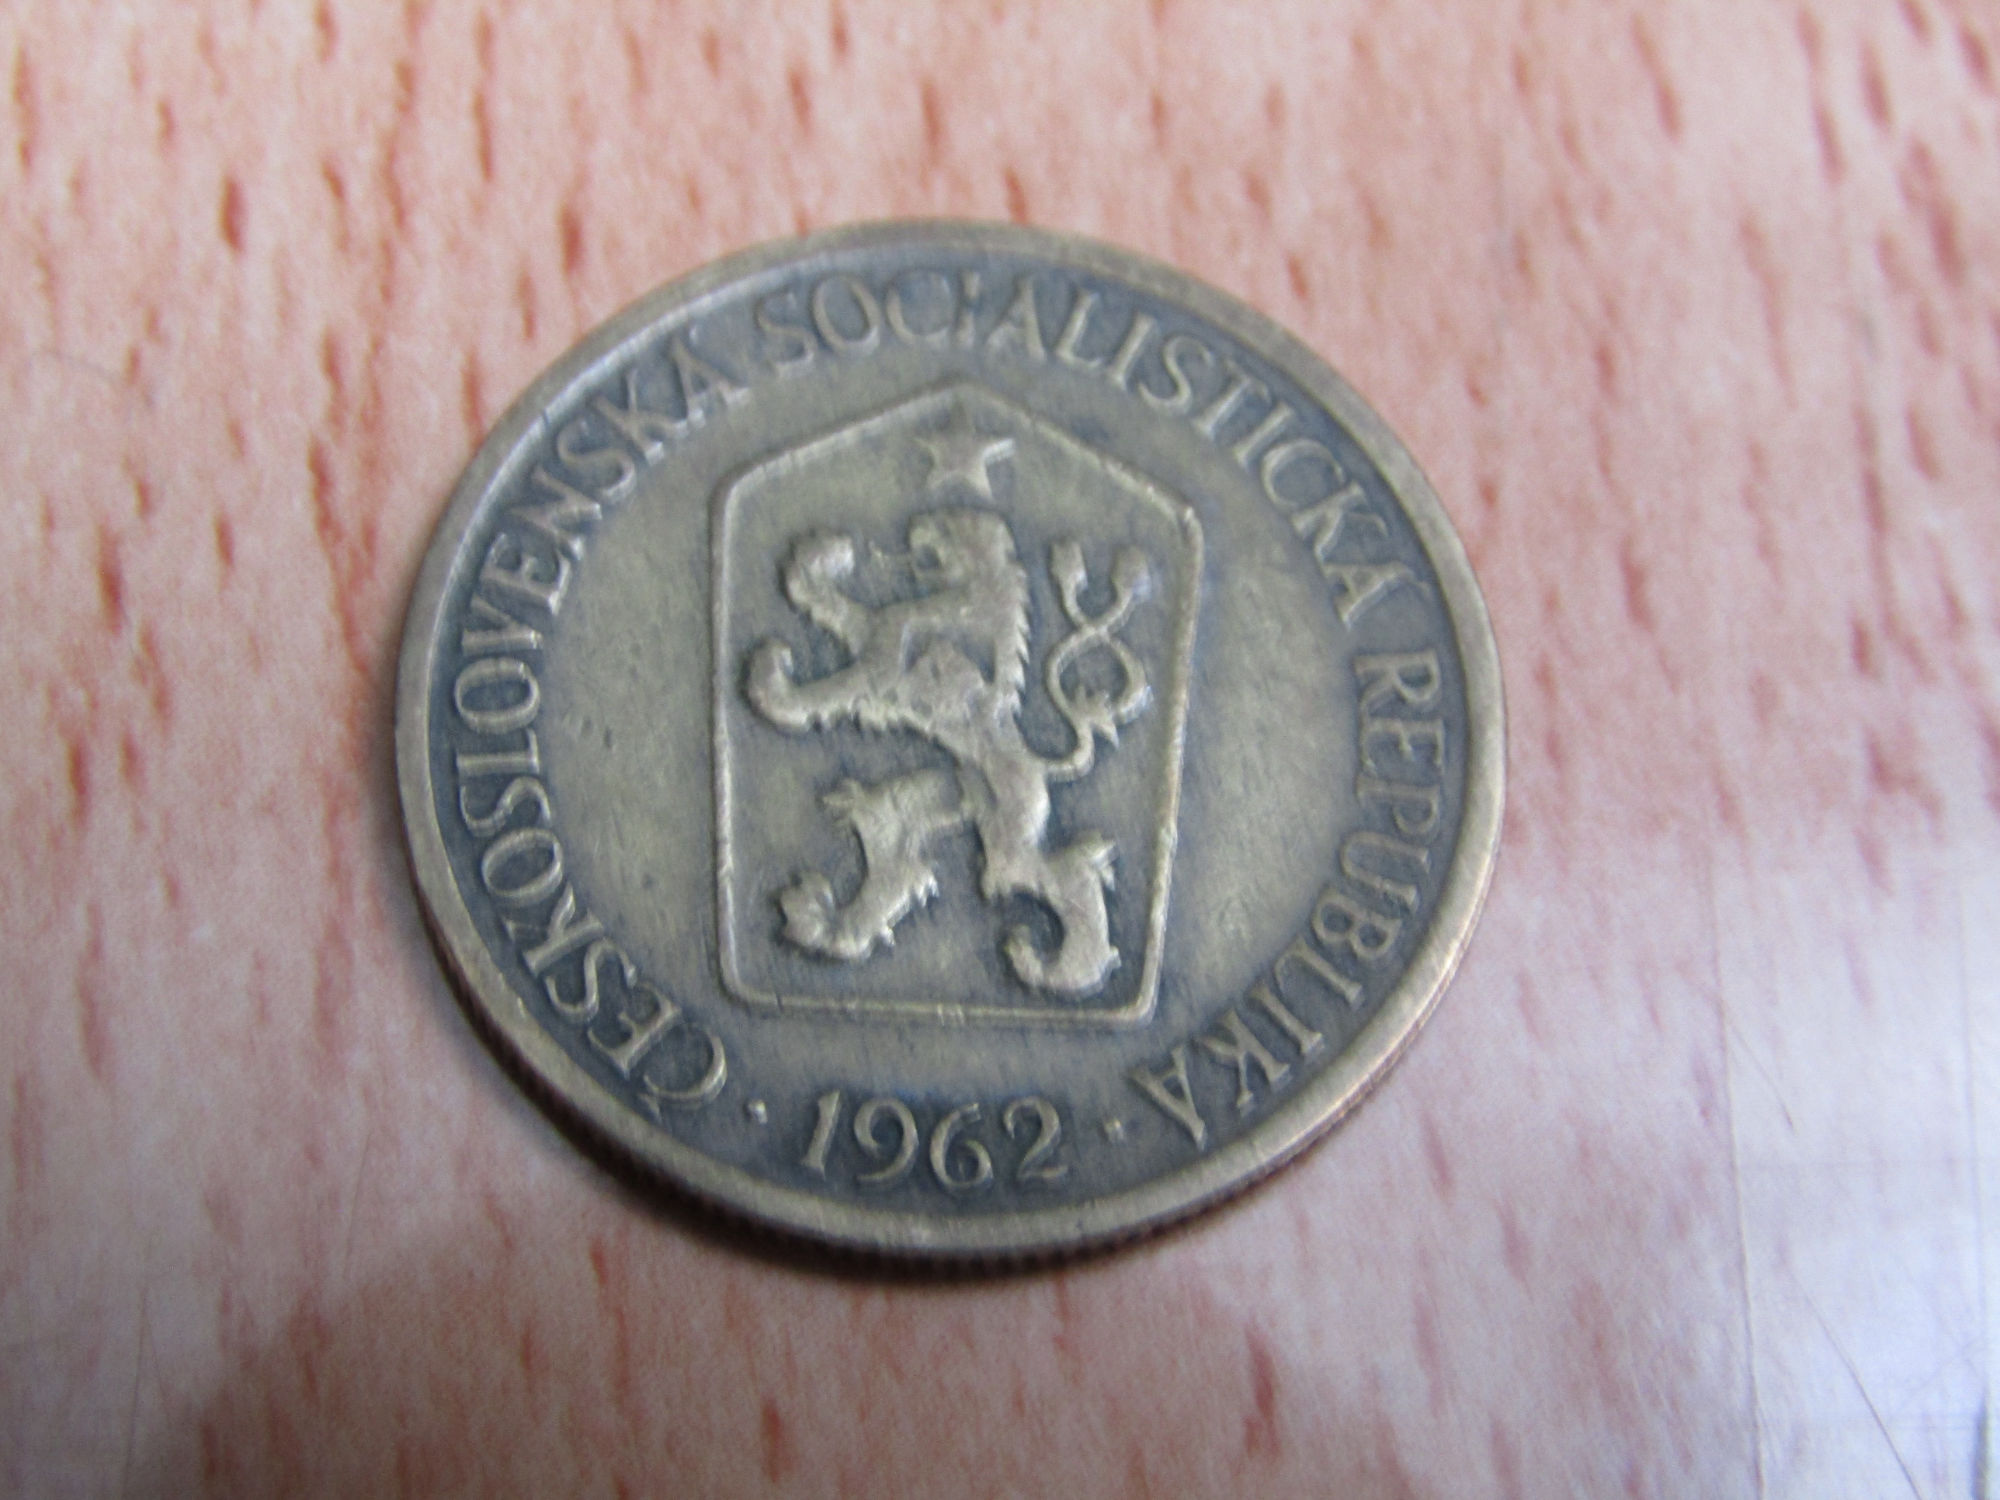 ČESKOSLOVENSKÁ SOCIALISTICKÁ REPUBLIKA
· 1962 ·